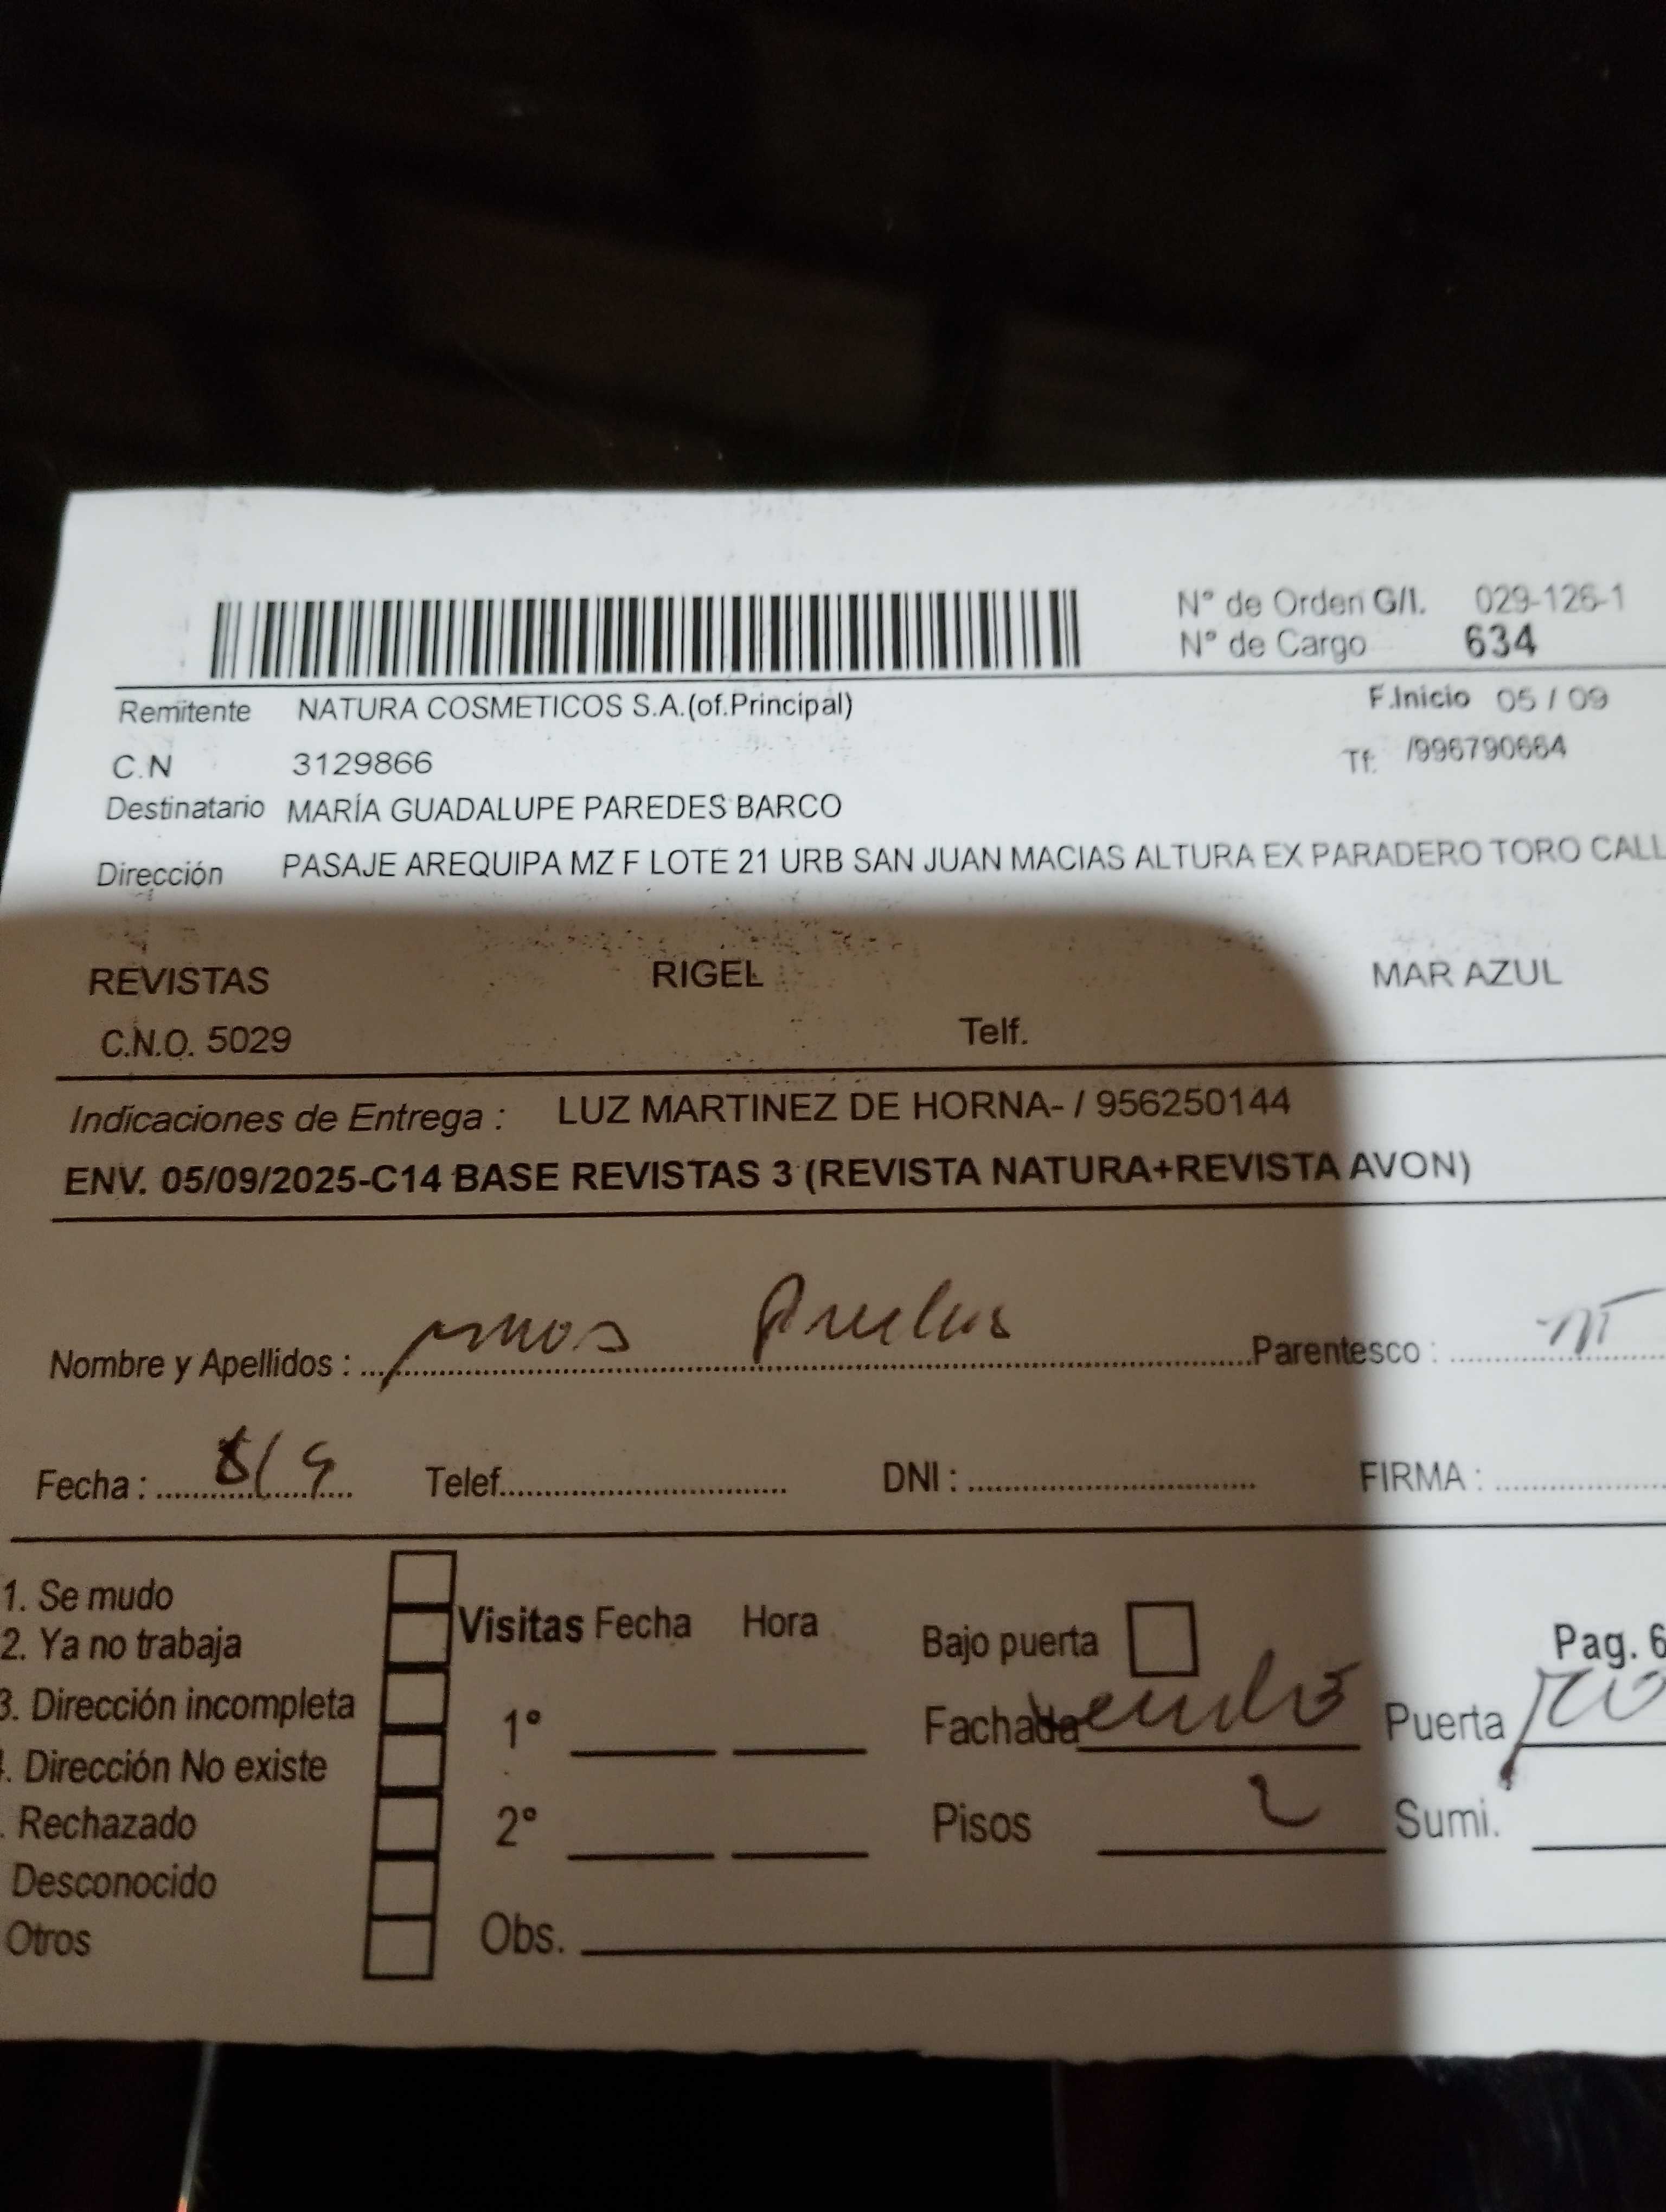 N° de Orden G/I. 029-126-1
N° de Cargo 634
Remitente NATURA COSMETICOS S.A.(of.Principal) F.Inicio 05 / 09
C.N 3129866 Tf: /996790664
Destinatario MARÍA GUADALUPE PAREDES BARCO
Dirección PASAJE AREQUIPA MZ F LOTE 21 URB SAN JUAN MACIAS ALTURA EX PARADERO TORO CALL
REVISTAS RIGEL MAR AZUL
C.N.O. 5029 Telf.
Indicaciones de Entrega : LUZ MARTINEZ DE HORNA- / 956250144
ENV. 05/09/2025-C14 BASE REVISTAS 3 (REVISTA NATURA+REVISTA AVON)
Nombre y Apellidos : Parentesco :
Fecha : 8/9 Telef. DNI : FIRMA :
1. Se mudo
2. Ya no trabaja Visitas Fecha Hora Bajo puerta Pag. 6
3. Dirección incompleta 1° Fachada Puerta
. Dirección No existe
. Rechazado 2° Pisos 2 Sumi.
Desconocido
Otros Obs.